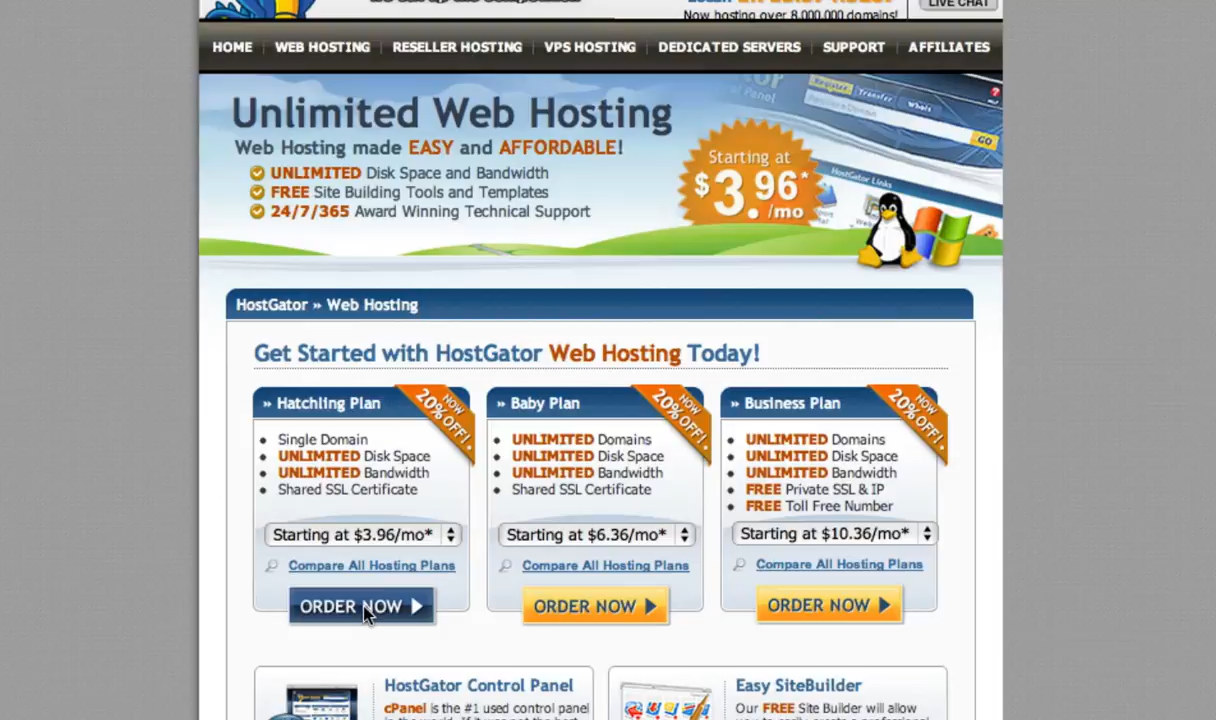 LIVE CHAT
Now hosting over 8,000,000 domains!
HOME WEB HOSTING RESELLER HOSTING VPS HOSTING DEDICATED SERVERS SUPPORT AFFILIATES
Unlimited Web Hosting
Web Hosting made EASY and AFFORDABLE!
UNLIMITED Disk Space and Bandwidth
FREE Site Building Tools and Templates
24/7/365 Award Winning Technical Support
Starting at
$3.96*
/mo
Register Transfer Whois
GO
HostGator Links
HostGator » Web Hosting
Get Started with HostGator Web Hosting Today!
» Hatchling Plan
NOW
20% OFF!
• Single Domain
• UNLIMITED Disk Space
• UNLIMITED Bandwidth
• Shared SSL Certificate
Starting at $3.96/mo*
Compare All Hosting Plans
ORDER NOW
» Baby Plan
NOW
20% OFF!
• UNLIMITED Domains
• UNLIMITED Disk Space
• UNLIMITED Bandwidth
• Shared SSL Certificate
Starting at $6.36/mo*
Compare All Hosting Plans
ORDER NOW
» Business Plan
NOW
20% OFF!
• UNLIMITED Domains
• UNLIMITED Disk Space
• UNLIMITED Bandwidth
• FREE Private SSL & IP
• FREE Toll Free Number
Starting at $10.36/mo*
Compare All Hosting Plans
ORDER NOW
HostGator Control Panel
cPanel is the #1 used control panel
Easy SiteBuilder
Our FREE Site Builder will allow